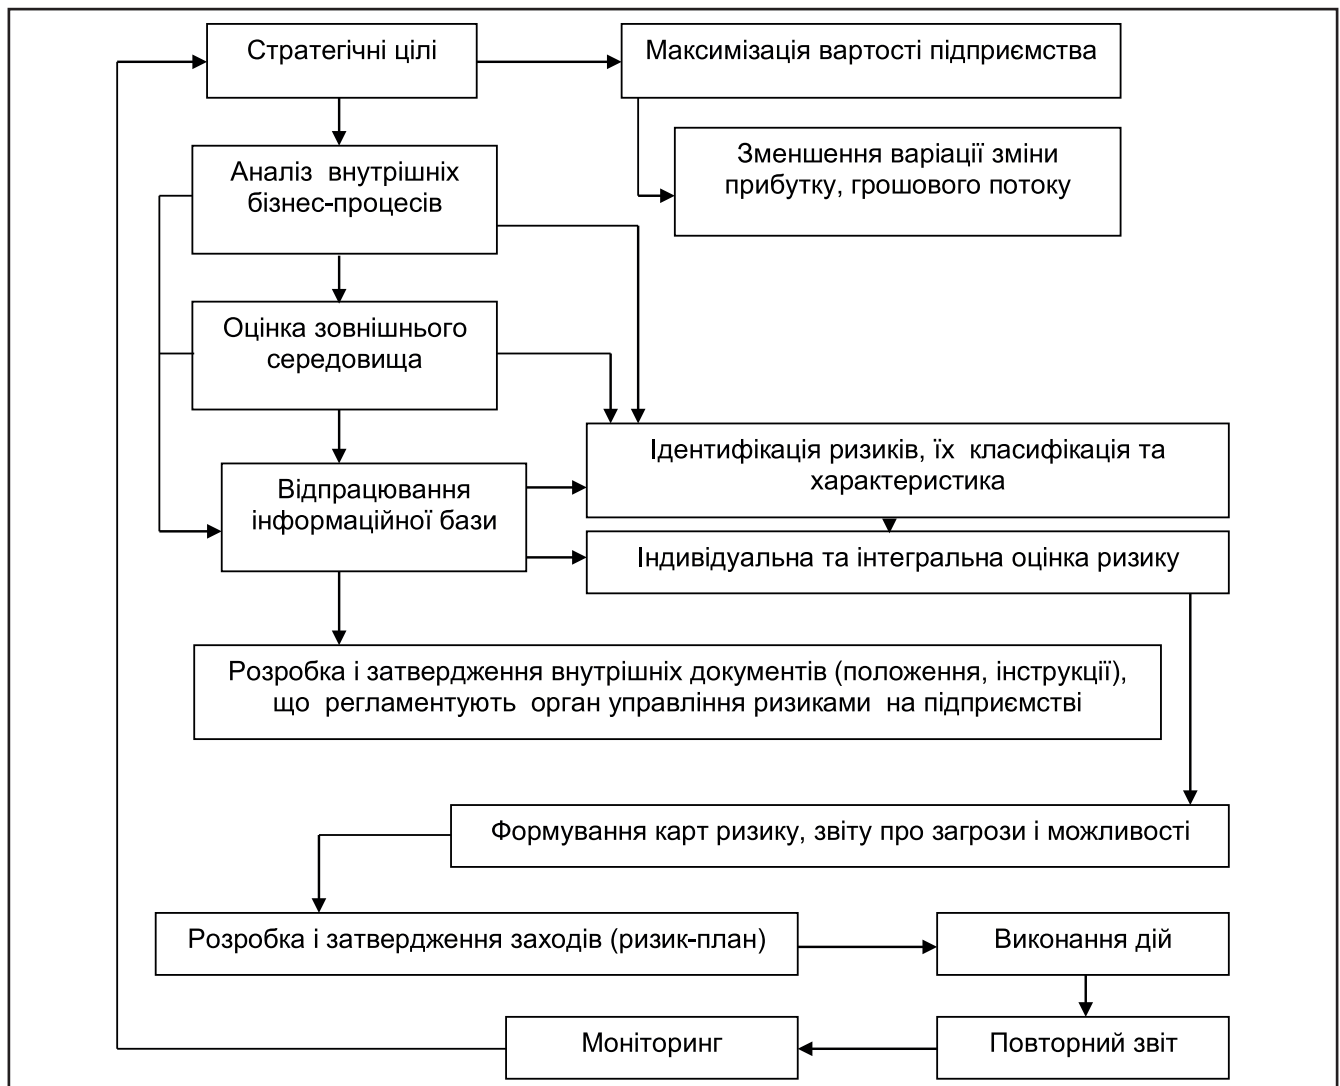 Стратегічні цілі
Максимізація вартості підприємства
Зменшення варіації зміни
прибутку, грошового потоку
Аналіз внутрішніх
бізнес-процесів
Оцінка зовнішнього
середовища
Відпрацювання
інформаційної бази
Ідентифікація ризиків, їх класифікація та
характеристика
Індивідуальна та інтегральна оцінка ризику
Розробка і затвердження внутрішніх документів (положення, інструкції),
що регламентують орган управління ризиками на підприємстві
Формування карт ризику, звіту про загрози і можливості
Розробка і затвердження заходів (ризик-план)
Виконання дій
Моніторинг
Повторний звіт